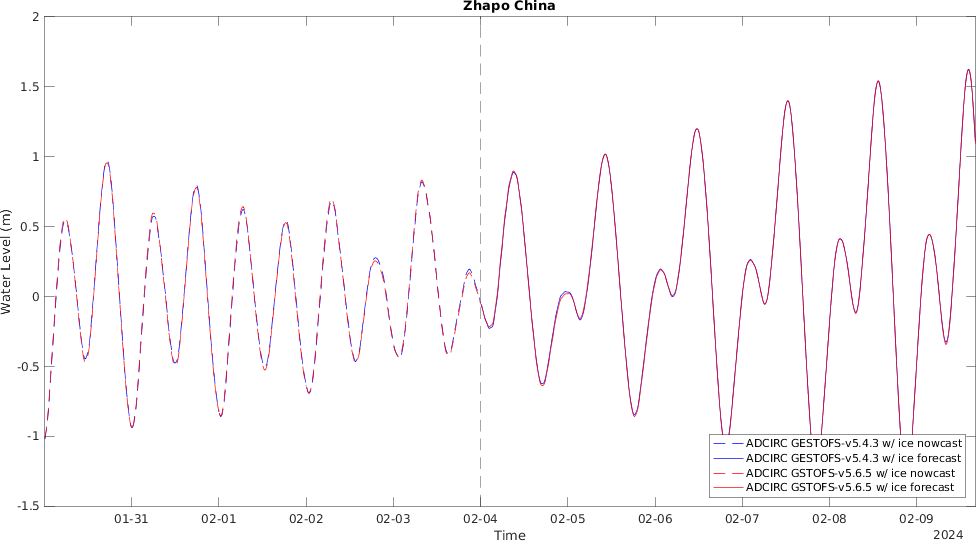 Zhapo China
2
1.5
1
0.5
0
-0.5
-1
-1.5
Water Level (m)
ADCIRC GESTOFS-v5.4.3 w/ ice nowcast
ADCIRC GESTOFS-v5.4.3 w/ ice forecast
ADCIRC GSTOFS-v5.6.5 w/ ice nowcast
ADCIRC GSTOFS-v5.6.5 w/ ice forecast
01-31 02-01 02-02 02-03 02-04 02-05 02-06 02-07 02-08 02-09
Time
2024